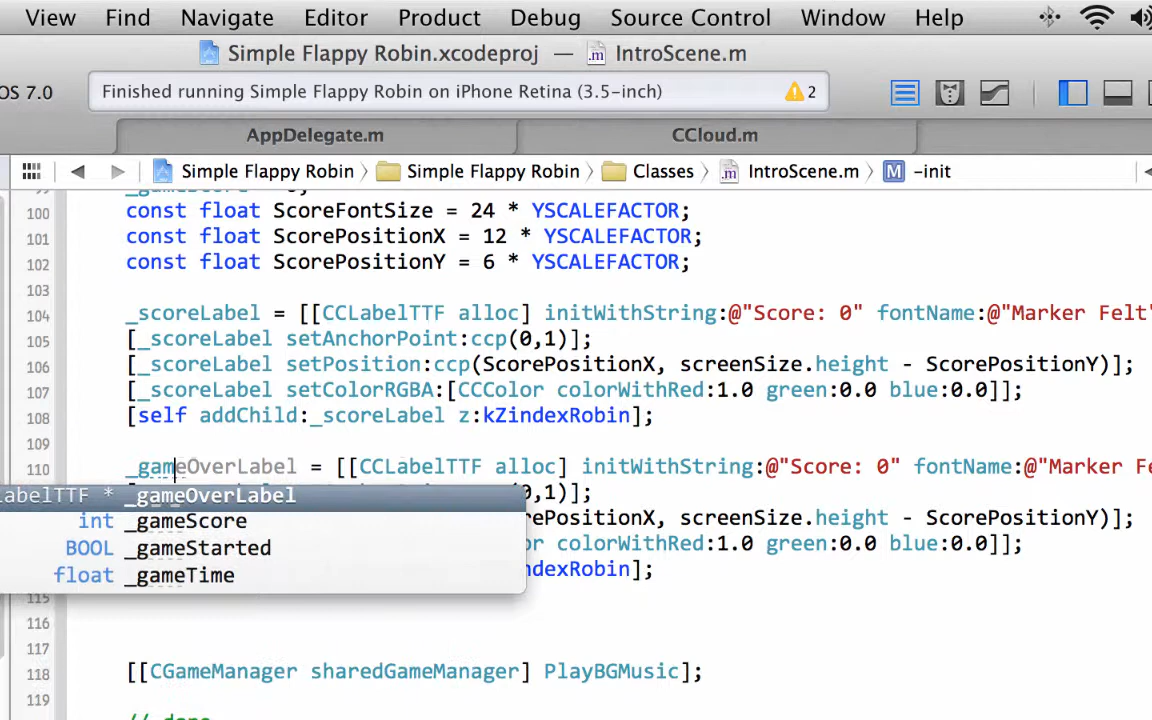 View Find Navigate Editor Product Debug Source Control Window Help
Simple Flappy Robin.xcodeproj — IntroScene.m
OS 7.0 Finished running Simple Flappy Robin on iPhone Retina (3.5-inch) 2
AppDelegate.m CCloud.m
Simple Flappy Robin Simple Flappy Robin Classes IntroScene.m M -init
100 const float ScoreFontSize = 24 * YSCALEFACTOR;
101 const float ScorePositionX = 12 * YSCALEFACTOR;
102 const float ScorePositionY = 6 * YSCALEFACTOR;
103
104 _scoreLabel = [[CCLabelTTF alloc] initWithString:@"Score: 0" fontName:@"Marker Felt"
105 [_scoreLabel setAnchorPoint:ccp(0,1)];
106 [_scoreLabel setPosition:ccp(ScorePositionX, screenSize.height - ScorePositionY)];
107 [_scoreLabel setColorRGBA:[CCColor colorWithRed:1.0 green:0.0 blue:0.0]];
108 [self addChild:_scoreLabel z:kZindexRobin];
109
110 _gameOverLabel = [[CCLabelTTF alloc] initWithString:@"Score: 0" fontName:@"Marker Fe
LabelTTF * _gameOverLabel 0,1)];
int _gameScore rePositionX, screenSize.height - ScorePositionY)];
BOOL _gameStarted or colorWithRed:1.0 green:0.0 blue:0.0]];
float _gameTime ndexRobin];
115
116
117
118 [[CGameManager sharedGameManager] PlayBGMusic];
119